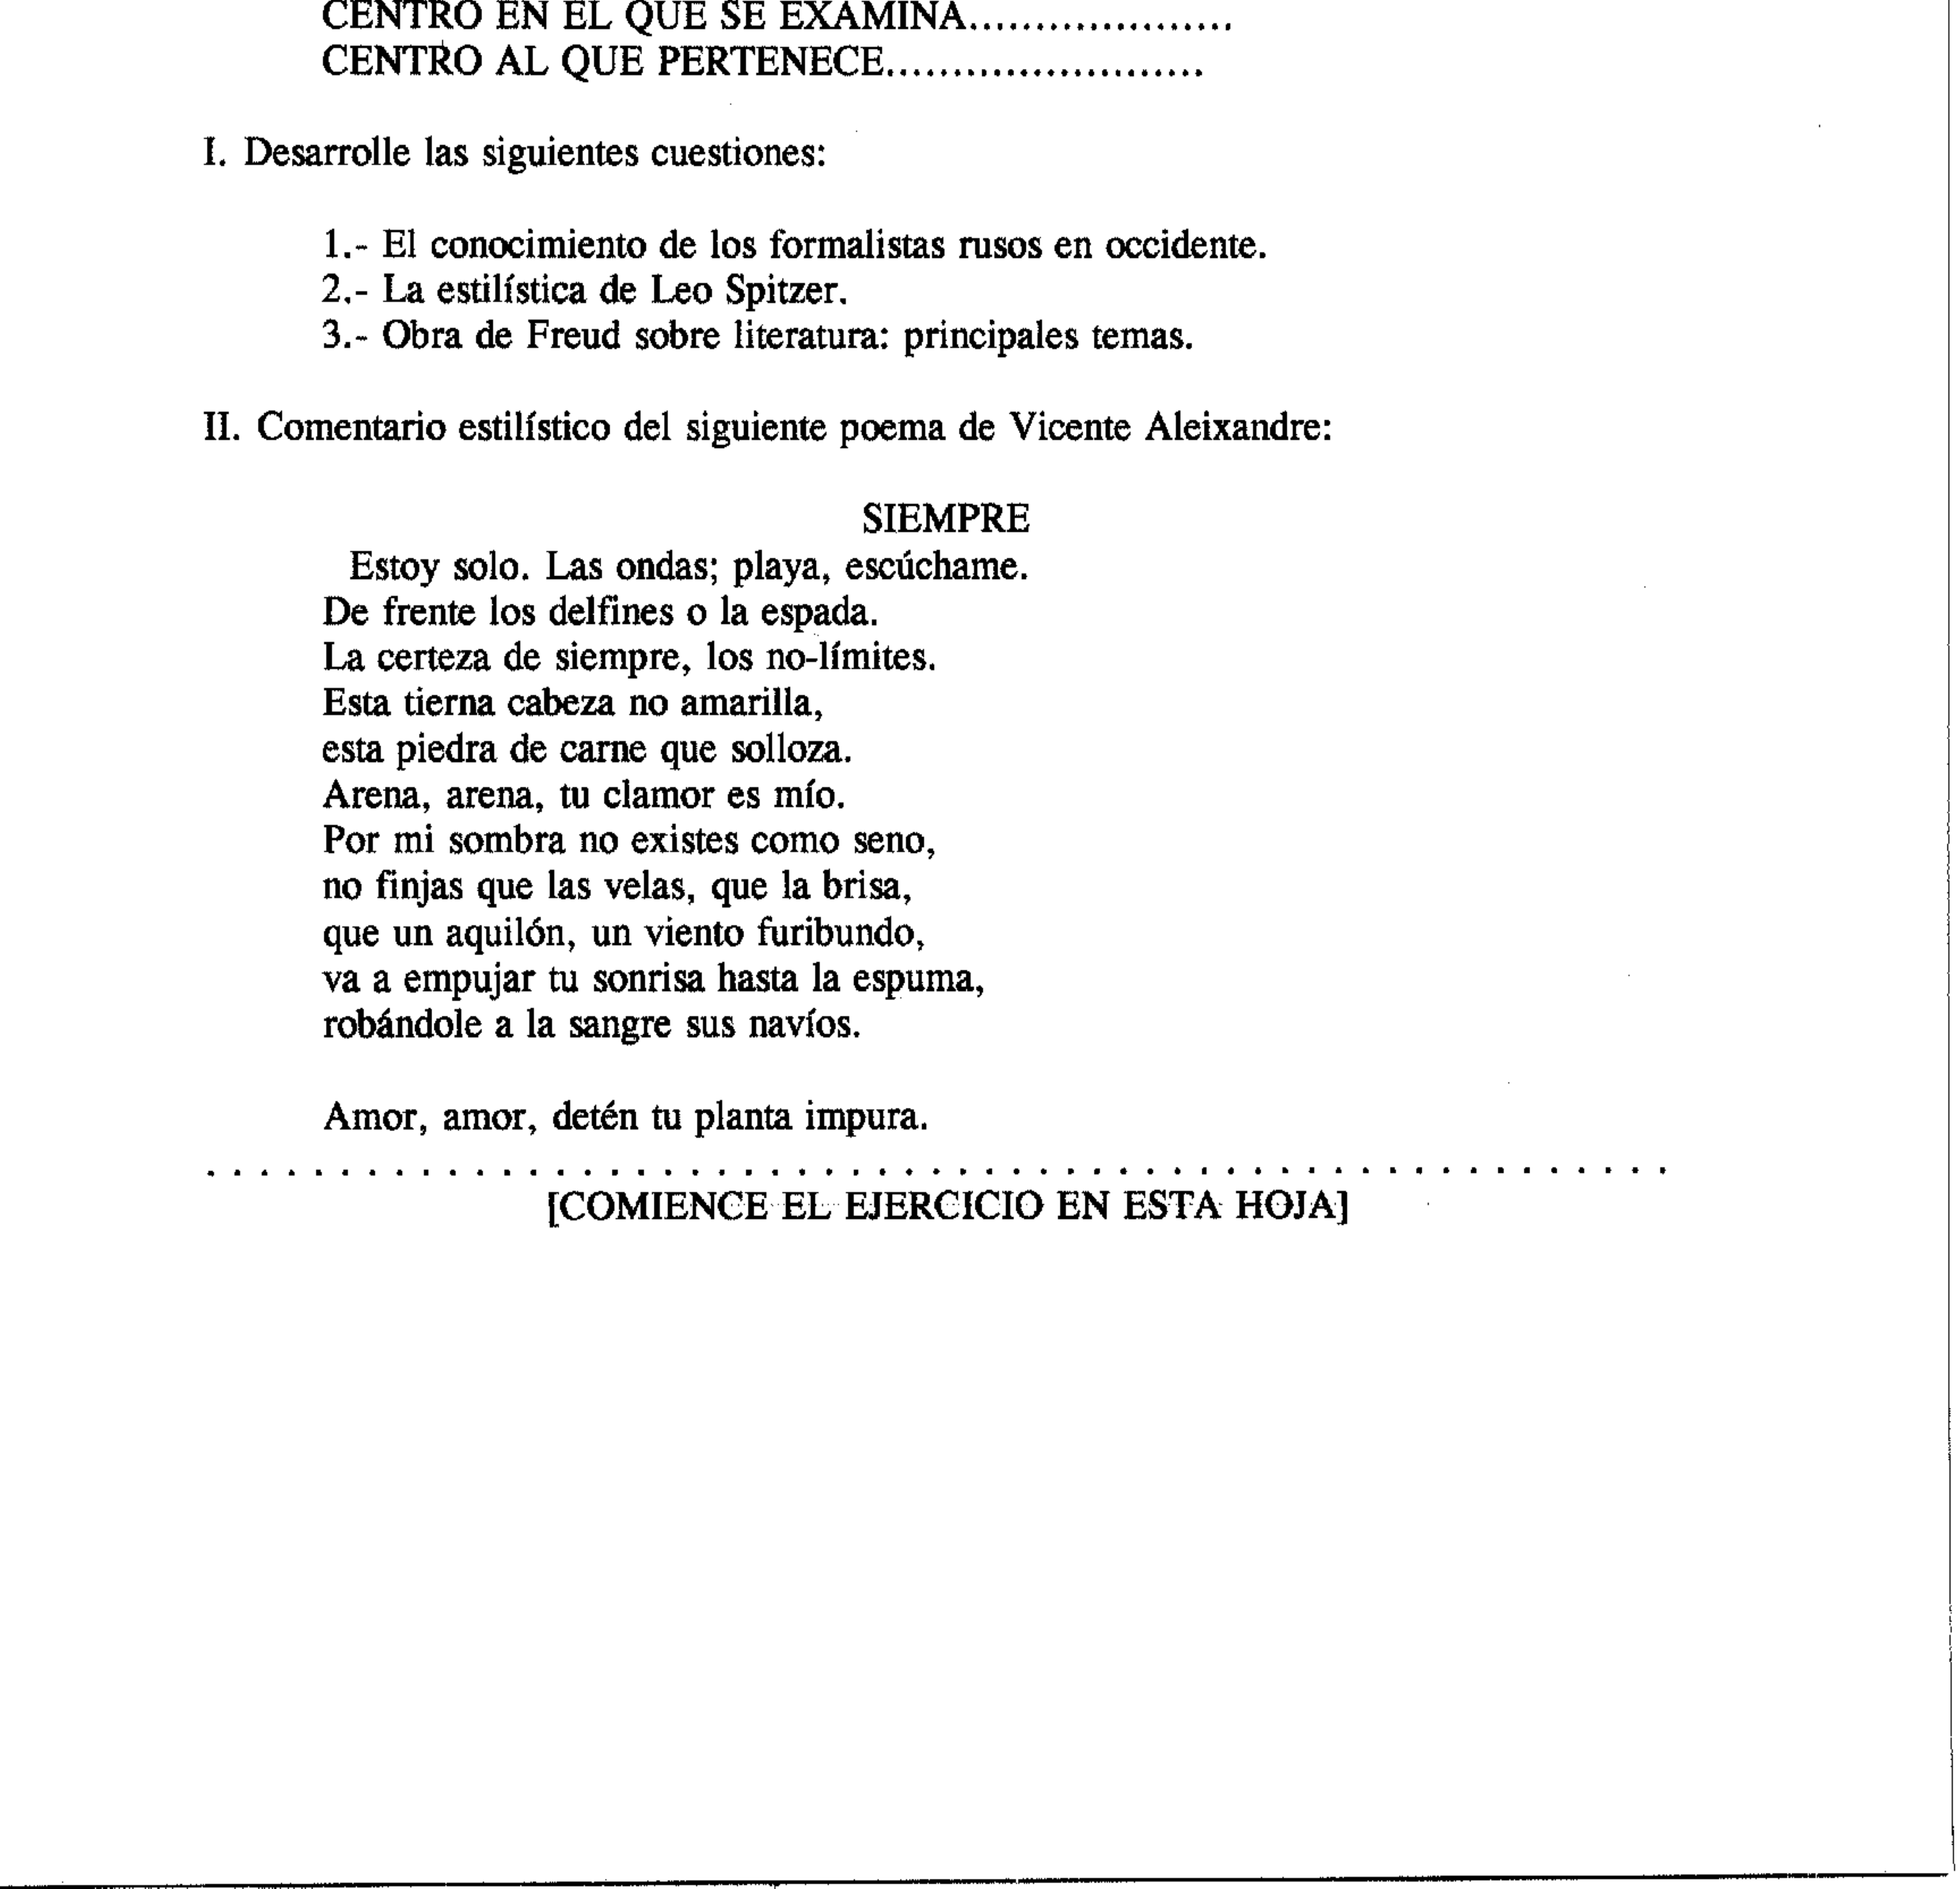 CENTRO EN EL QUE SE EXAMINA....................
CENTRO AL QUE PERTENECE........................
I. Desarrolle las siguientes cuestiones:
1.- El conocimiento de los formalistas rusos en occidente.
2.- La estilística de Leo Spitzer.
3.- Obra de Freud sobre literatura: principales temas.
II. Comentario estilístico del siguiente poema de Vicente Aleixandre:
SIEMPRE
Estoy solo. Las ondas; playa, escúchame.
De frente los delfines o la espada.
La certeza de siempre, los no-límites.
Esta tierna cabeza no amarilla,
esta piedra de carne que solloza.
Arena, arena, tu clamor es mío.
Por mi sombra no existes como seno,
no finjas que las velas, que la brisa,
que un aquilón, un viento furibundo,
va a empujar tu sonrisa hasta la espuma,
robándole a la sangre sus navíos.
Amor, amor, detén tu planta impura.
. . . . . . . . . . . . . . . . . . . . . . . . . . . . . . . . . . . . . . . . . . . . . . . . . . . . . . .
[COMIENCE EL EJERCICIO EN ESTA HOJA]